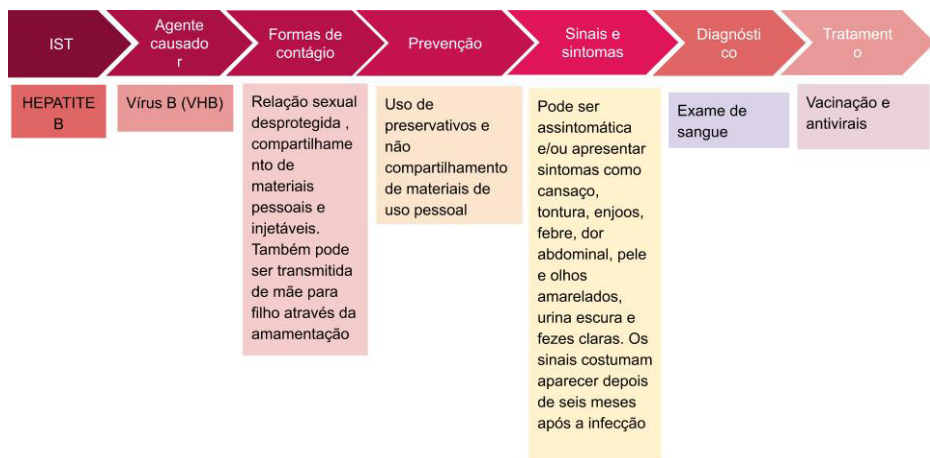 IST
Agente
causado
r
Formas de
contágio
Prevenção
Sinais e
sintomas
Diagnósti
co
Tratament
o
HEPATITE
B
Vírus B (VHB)
Relação sexual
desprotegida ,
compartilhame
nto de
materiais
pessoais e
injetáveis.
Também pode
ser transmitida
de mãe para
filho através da
amamentação
Uso de
preservativos e
não
compartilhamento
de materiais de
uso pessoal
Pode ser
assintomática
e/ou apresentar
sintomas como
cansaço,
tontura, enjoos,
febre, dor
abdominal, pele
e olhos
amarelados,
urina escura e
fezes claras. Os
sinais costumam
aparecer depois
de seis meses
após a infecção
Exame de
sangue
Vacinação e
antivirais